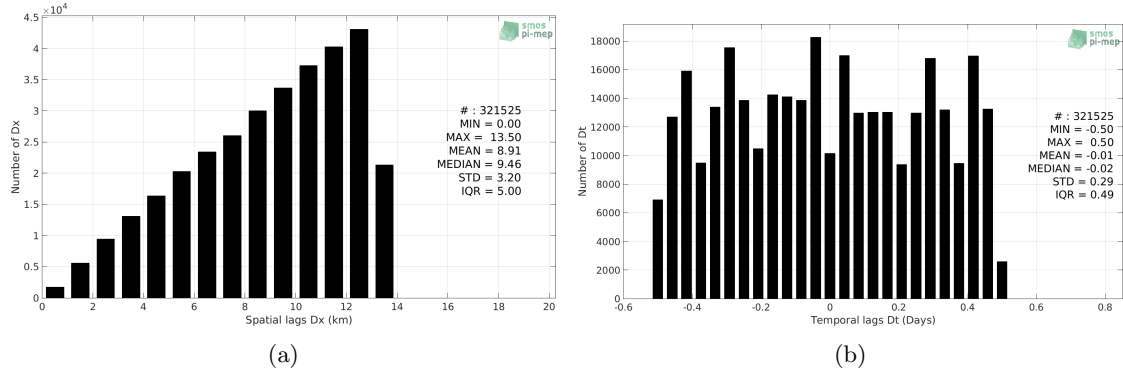 ×10⁴
4.5
4
3.5
3
2.5
2
1.5
1
0.5
0
Number of Dx
smos
pi-mep
# : 321525
MIN = 0.00
MAX = 13.50
MEAN = 8.91
MEDIAN = 9.46
STD = 3.20
IQR = 5.00
0 2 4 6 8 10 12 14 16 18 20
Spatial lags Dx (km)
(a)
18000
16000
14000
12000
10000
8000
6000
4000
2000
0
Number of Dt
smos
pi-mep
# : 321525
MIN = -0.50
MAX = 0.50
MEAN = -0.01
MEDIAN = -0.02
STD = 0.29
IQR = 0.49
-0.6 -0.4 -0.2 0 0.2 0.4 0.6 0.8
Temporal lags Dt (Days)
(b)